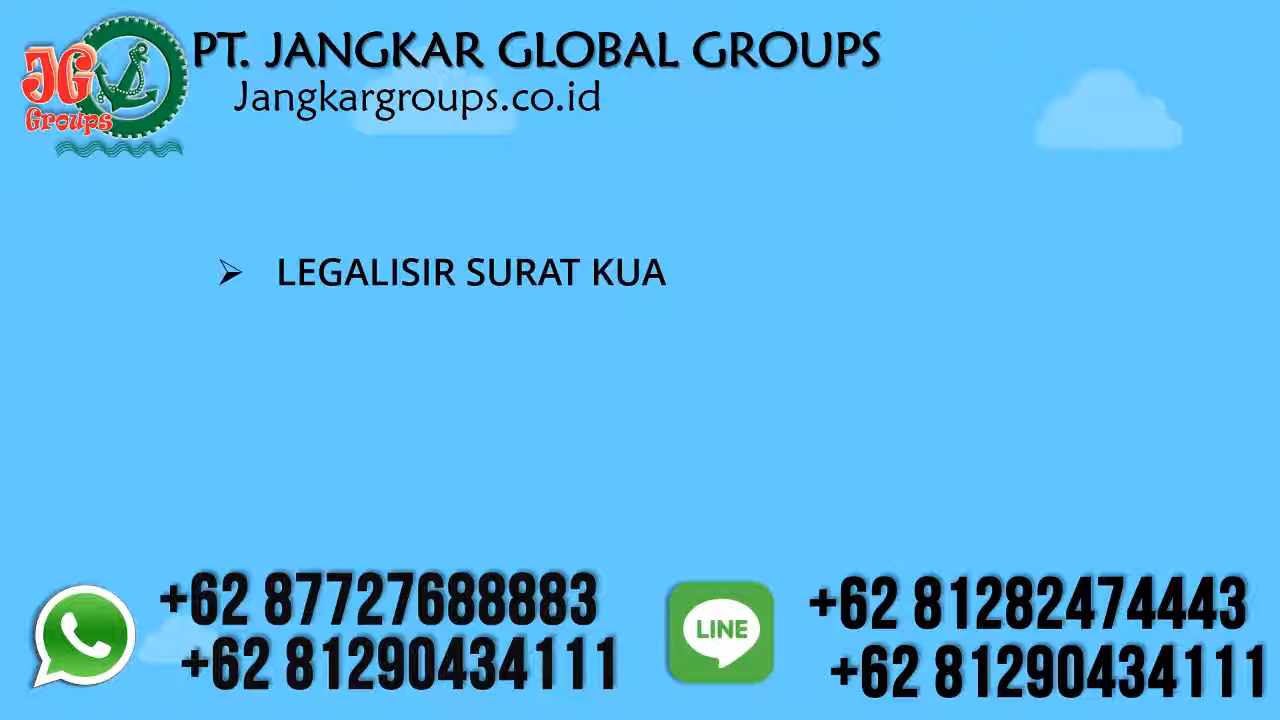 JG
Groups
PT. JANGKAR GLOBAL GROUPS
Jangkargroups.co.id
LEGALISIR SURAT KUA
+62 87727688883
+62 81290434111
LINE
+62 81282474443
+62 81290434111